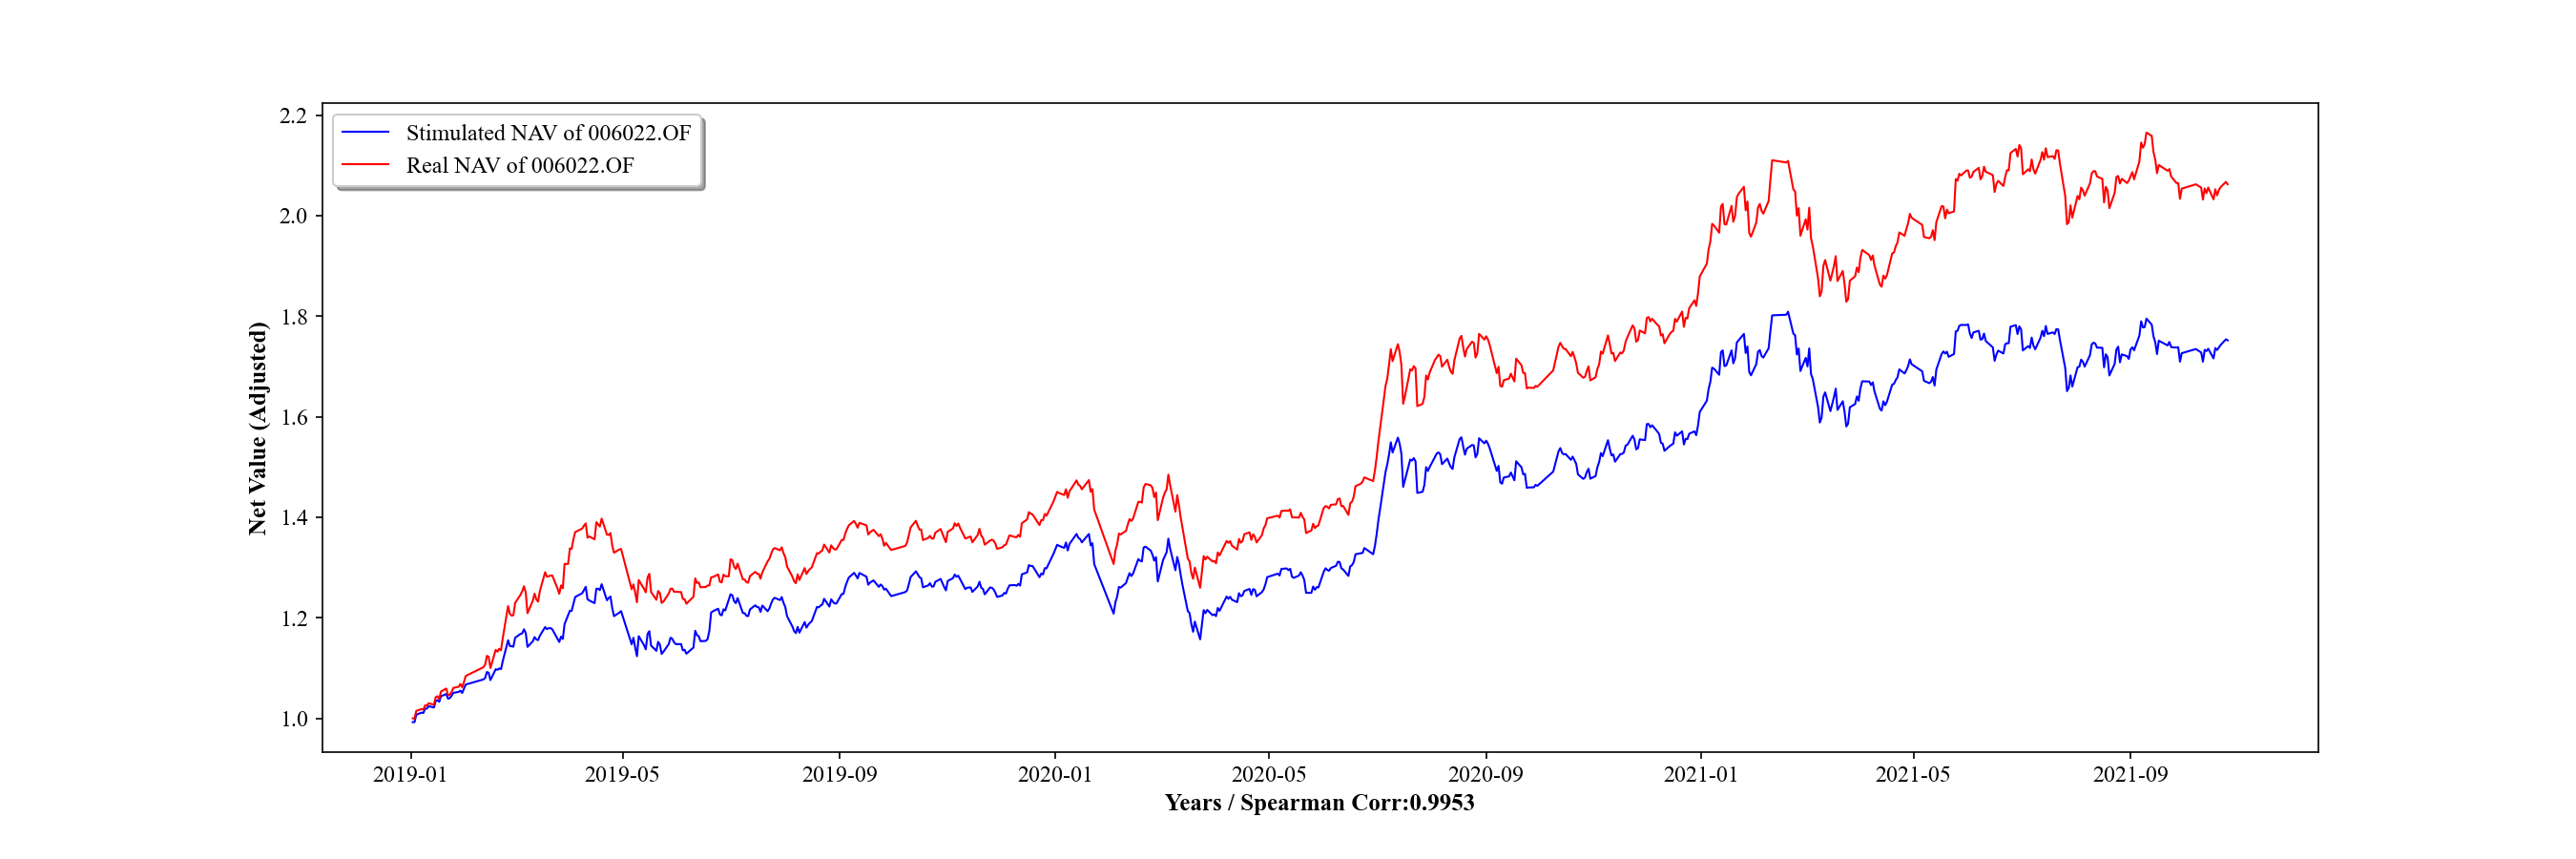 Stimulated NAV of 006022.OF
Real NAV of 006022.OF
Net Value (Adjusted)
2.2
2.0
1.8
1.6
1.4
1.2
1.0
2019-01 2019-05 2019-09 2020-01 2020-05 2020-09 2021-01 2021-05 2021-09
Years / Spearman Corr:0.9953